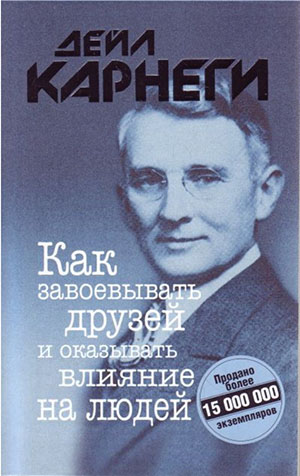 ДЕЙЛ
КАРНЕГИ
Как
завоевывать
друзей
и оказывать
влияние
на людей
Продано
более
15 000 000
экземпляров